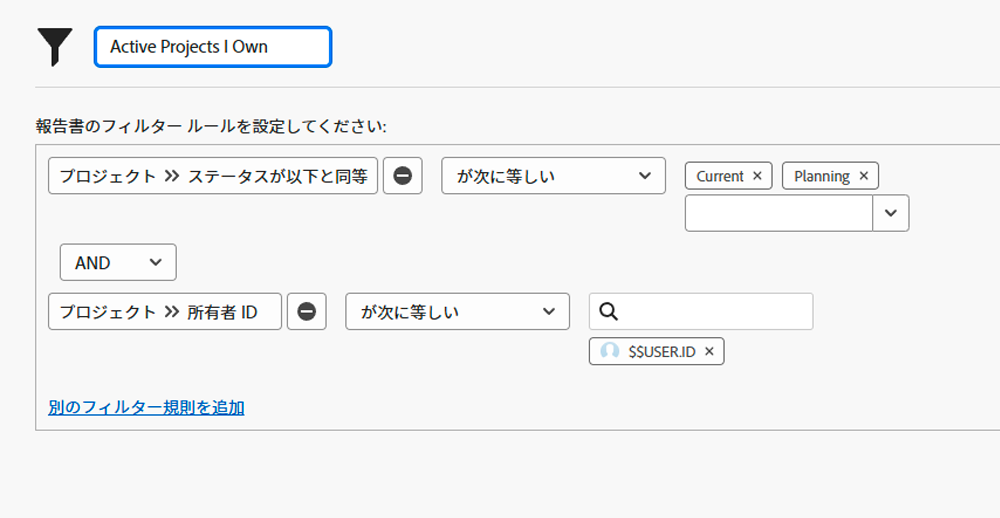 Active Projects I Own
報告書のフィルター ルールを設定してください:
プロジェクト >> ステータスが以下と同等 が次に等しい Current × Planning ×
AND
プロジェクト >> 所有者 ID が次に等しい
$$USER.ID ×
別のフィルター規則を追加